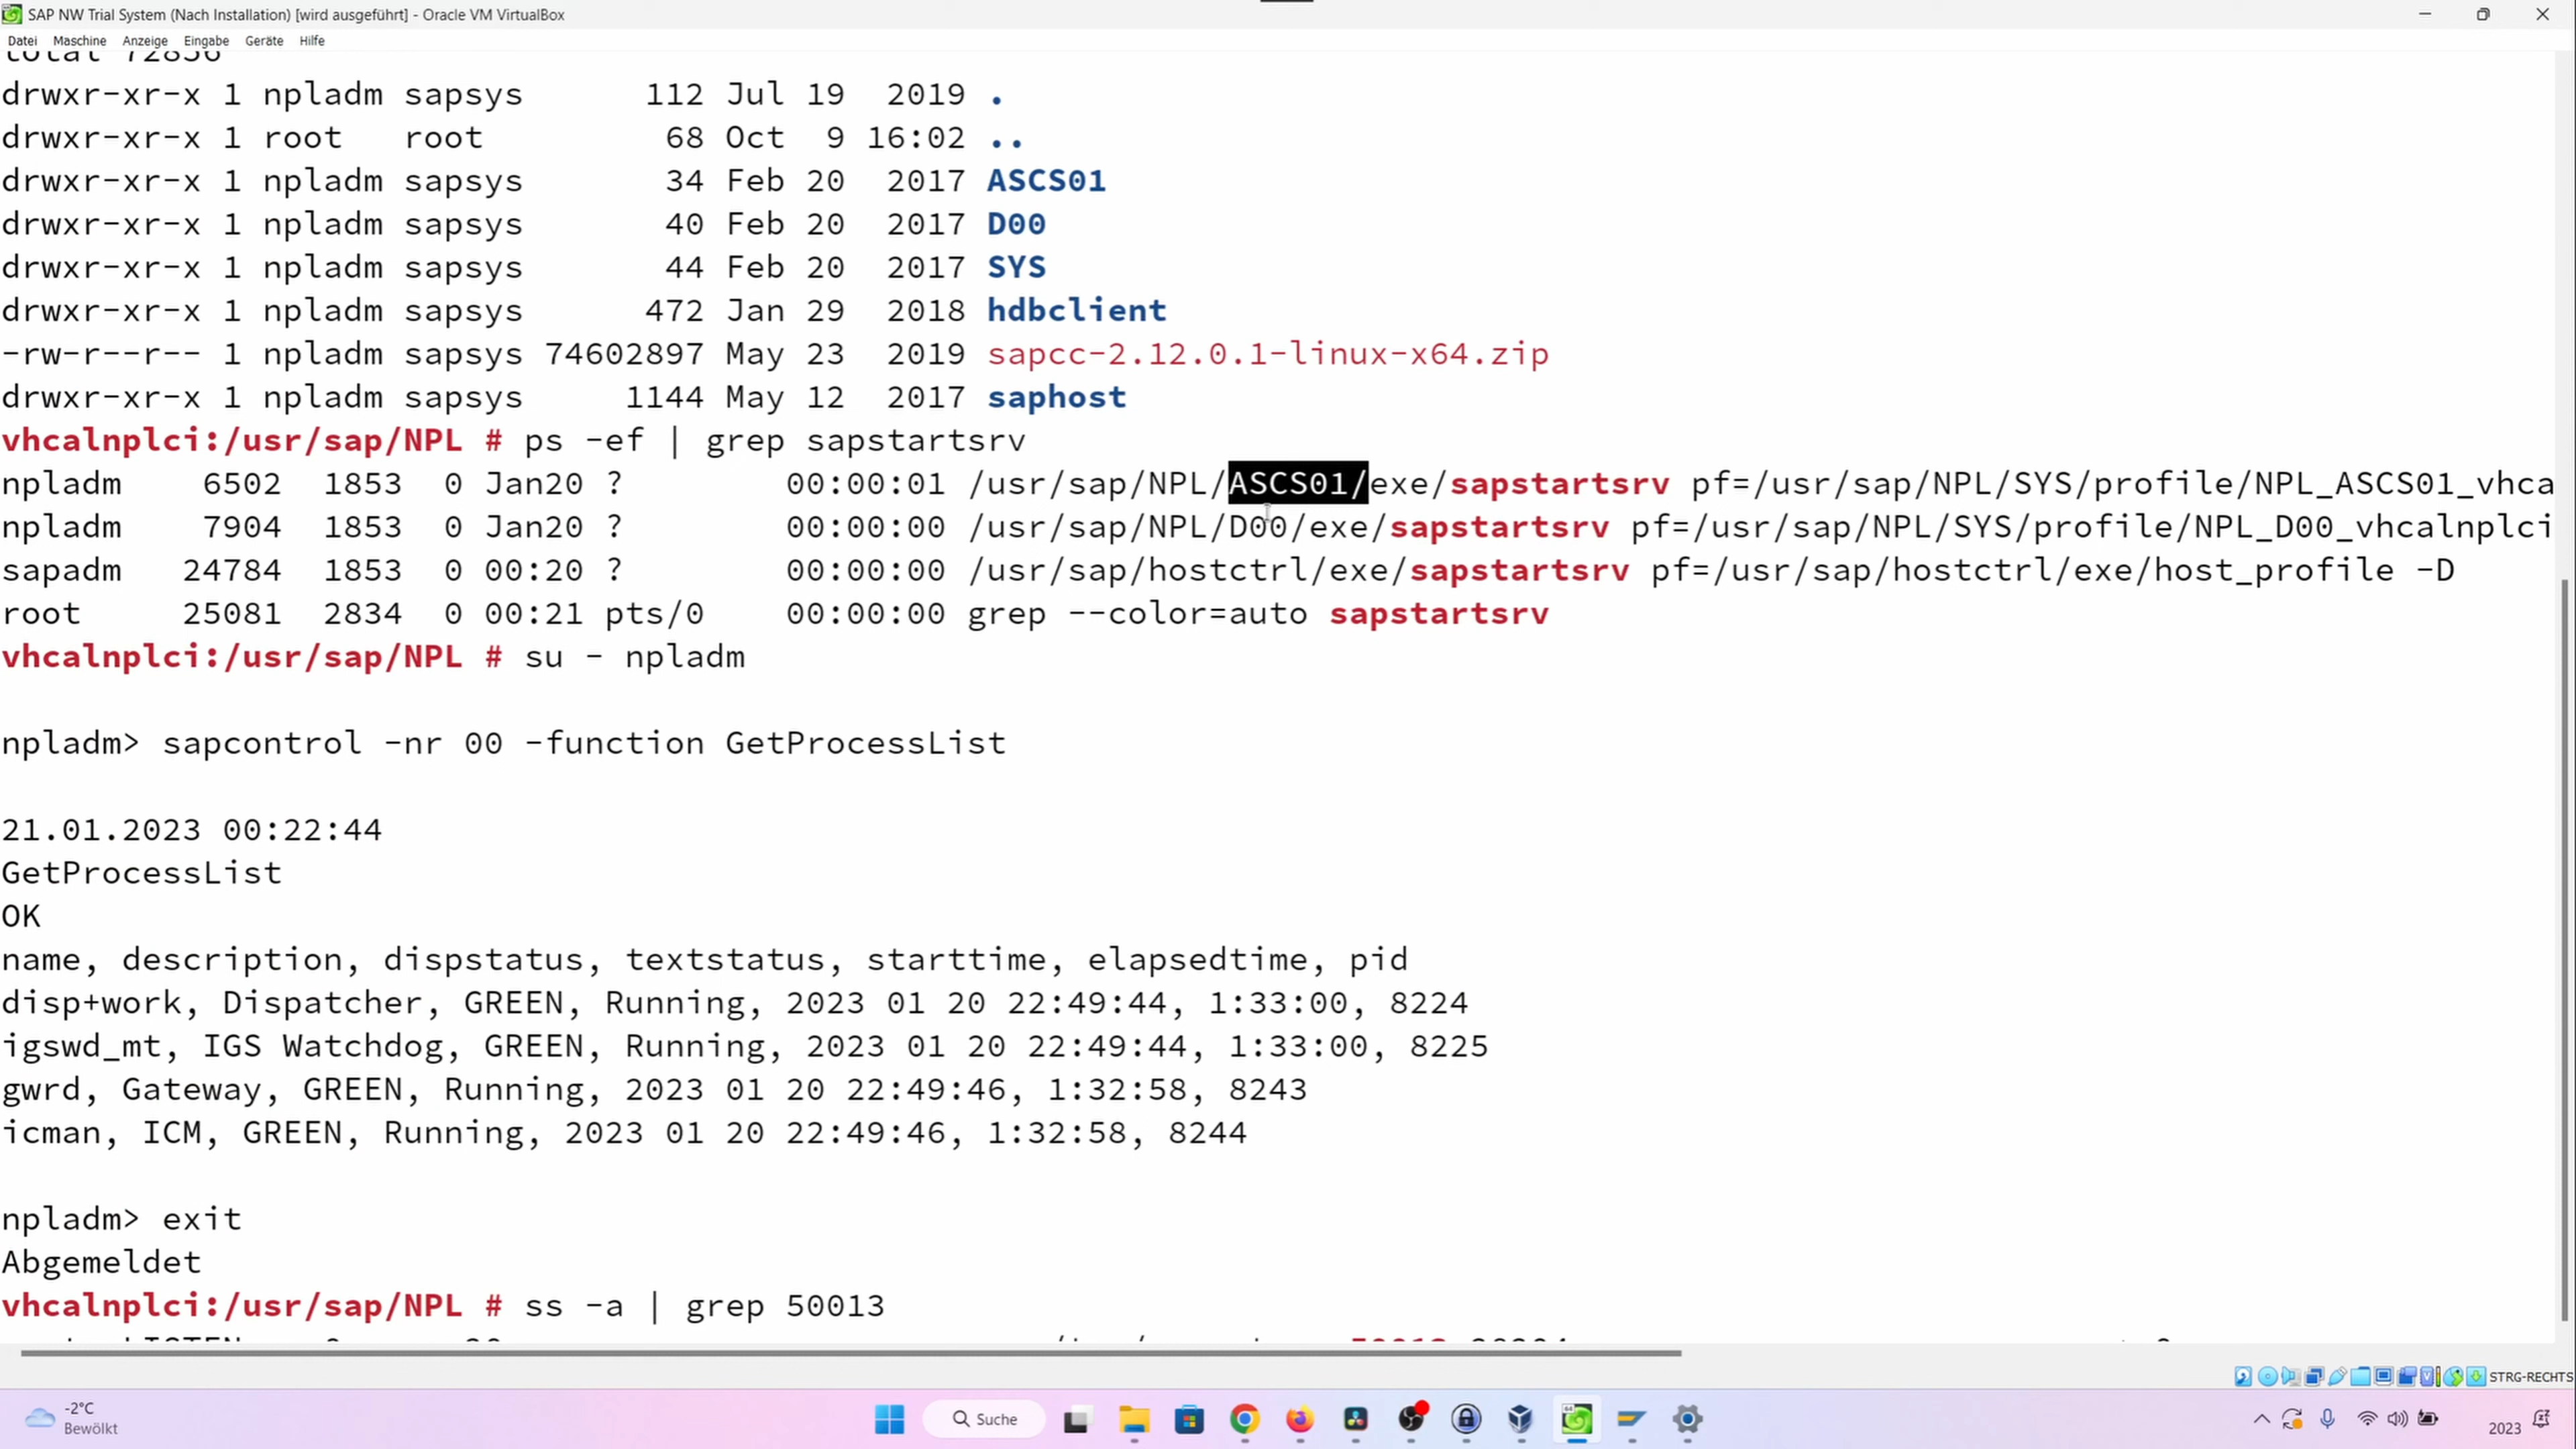 SAP NW Trial System (Nach Installation) [wird ausgeführt] - Oracle VM VirtualBox
Datei Maschine Anzeige Eingabe Geräte Hilfe
total 72856
drwxr-xr-x 1 npladm sapsys 112 Jul 19 2019 .
drwxr-xr-x 1 root root 68 Oct 9 16:02 ..
drwxr-xr-x 1 npladm sapsys 34 Feb 20 2017 ASCS01
drwxr-xr-x 1 npladm sapsys 40 Feb 20 2017 D00
drwxr-xr-x 1 npladm sapsys 44 Feb 20 2017 SYS
drwxr-xr-x 1 npladm sapsys 472 Jan 29 2018 hdbclient
-rw-r--r-- 1 npladm sapsys 74602897 May 23 2019 sapcc-2.12.0.1-linux-x64.zip
drwxr-xr-x 1 npladm sapsys 1144 May 12 2017 saphost
vhcalnplci:/usr/sap/NPL # ps -ef | grep sapstartsrv
npladm 6502 1853 0 Jan20 ? 00:00:01 /usr/sap/NPL/ASCS01/exe/sapstartsrv pf=/usr/sap/NPL/SYS/profile/NPL_ASCS01_vhca
npladm 7904 1853 0 Jan20 ? 00:00:00 /usr/sap/NPL/D00/exe/sapstartsrv pf=/usr/sap/NPL/SYS/profile/NPL_D00_vhcalnplci
sapadm 24784 1853 0 00:20 ? 00:00:00 /usr/sap/hostctrl/exe/sapstartsrv pf=/usr/sap/hostctrl/exe/host_profile -D
root 25081 2834 0 00:21 pts/0 00:00:00 grep --color=auto sapstartsrv
vhcalnplci:/usr/sap/NPL # su - npladm
npladm> sapcontrol -nr 00 -function GetProcessList
21.01.2023 00:22:44
GetProcessList
OK
name, description, dispstatus, textstatus, starttime, elapsedtime, pid
disp+work, Dispatcher, GREEN, Running, 2023 01 20 22:49:44, 1:33:00, 8224
igswd_mt, IGS Watchdog, GREEN, Running, 2023 01 20 22:49:44, 1:33:00, 8225
gwrd, Gateway, GREEN, Running, 2023 01 20 22:49:46, 1:32:58, 8243
icman, ICM, GREEN, Running, 2023 01 20 22:49:46, 1:32:58, 8244
npladm> exit
Abgemeldet
vhcalnplci:/usr/sap/NPL # ss -a | grep 50013
STRG-RECHTS
-2°C
Bewölkt
Suche
2023